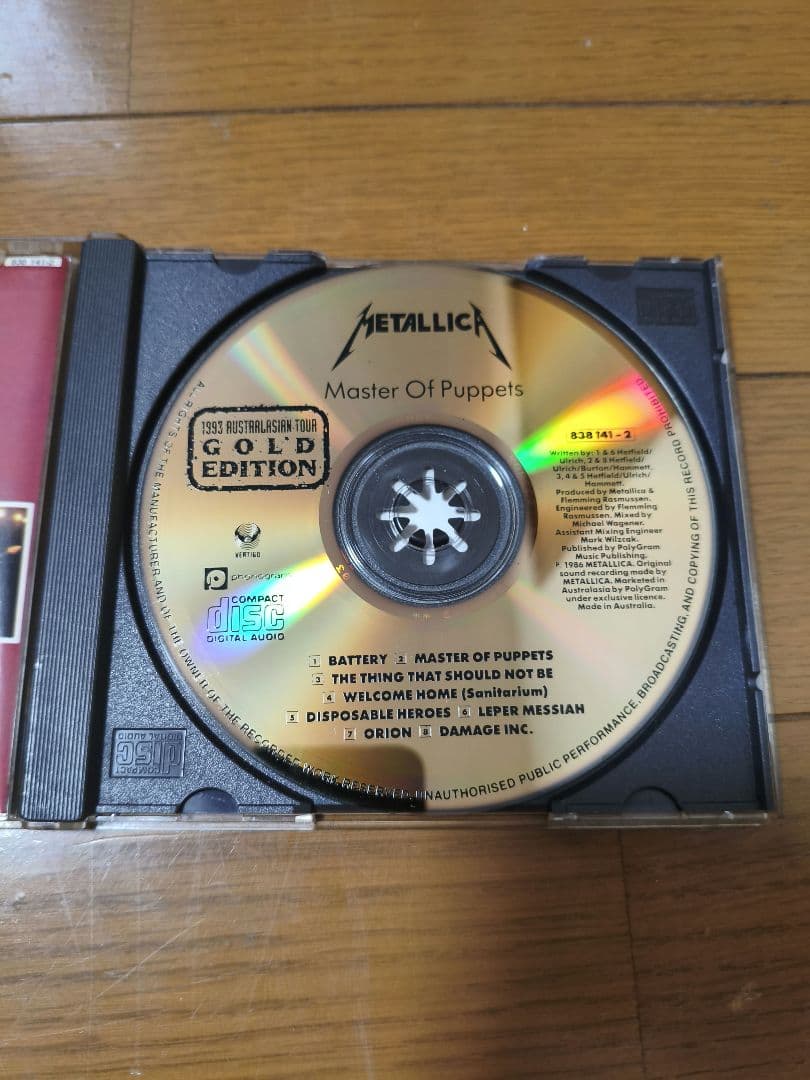 838 141-2
METALLICA
Master Of Puppets
1993 AUSTRALASIAN TOUR
GOLD
EDITION
838 141 - 2
Written by: 1 & 6 Hetfield/
Ulrich, 2 & 8 Hetfield/
Ulrich/Burton/Hammett.
3, 4 & 5 Hetfield/Ulrich/
Hammett.
Produced by Metallica &
Flemming Rasmussen.
Engineered by Flemming
Rasmussen. Mixed by
Michael Wagener.
Assistant Mixing Engineer
Mark Wilzcak.
Published by PolyGram
Music Publishing.
P. 1986 METALLICA. Original
sound recording made by
METALLICA. Marketed in
Australasia by PolyGram
under exclusive licence.
Made in Australia.
VERTIGO
phonogram
COMPACT
disc
DIGITAL AUDIO
1 BATTERY 2 MASTER OF PUPPETS
3 THE THING THAT SHOULD NOT BE
4 WELCOME HOME (Sanitarium)
5 DISPOSABLE HEROES 6 LEPER MESSIAH
7 ORION 8 DAMAGE INC.
ALL RIGHTS OF THE MANUFACTURER AND OF THE OWNER OF THE RECORDED WORK RESERVED. UNAUTHORISED PUBLIC PERFORMANCE, BROADCASTING, AND COPYING OF THIS RECORD PROHIBITED
COMPACT
disc
DIGITAL AUDIO